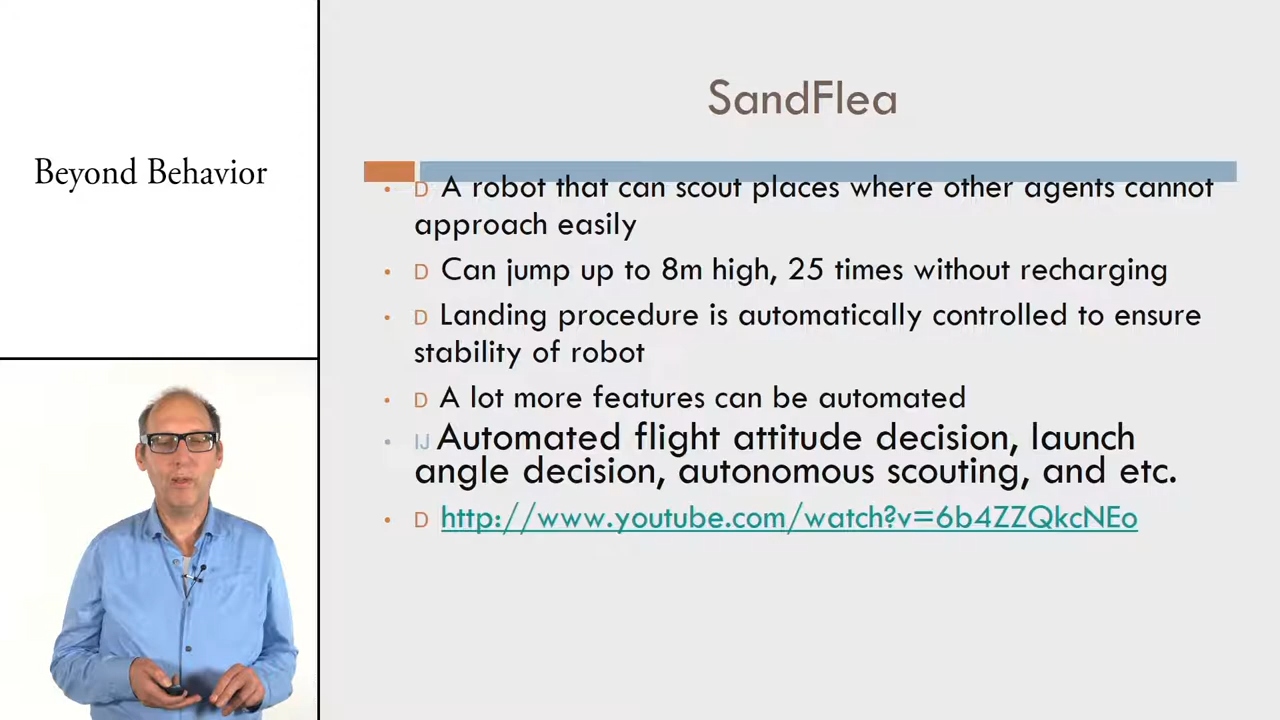 Beyond Behavior
SandFlea
• D A robot that can scout places where other agents cannot
approach easily
• D Can jump up to 8m high, 25 times without recharging
• D Landing procedure is automatically controlled to ensure
stability of robot
• D A lot more features can be automated
• IJ Automated flight attitude decision, launch
angle decision, autonomous scouting, and etc.
• D http://www.youtube.com/watch?v=6b4ZZQkcNEo